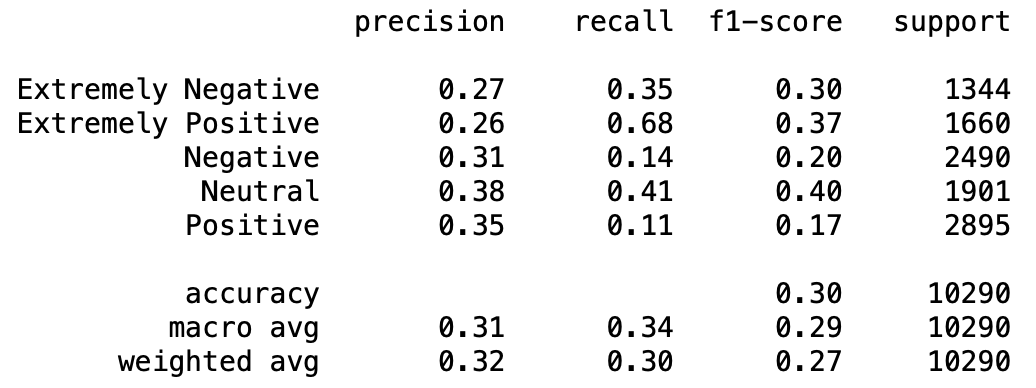 precision recall f1-score support
Extremely Negative 0.27 0.35 0.30 1344
Extremely Positive 0.26 0.68 0.37 1660
Negative 0.31 0.14 0.20 2490
Neutral 0.38 0.41 0.40 1901
Positive 0.35 0.11 0.17 2895
accuracy 0.30 10290
macro avg 0.31 0.34 0.29 10290
weighted avg 0.32 0.30 0.27 10290